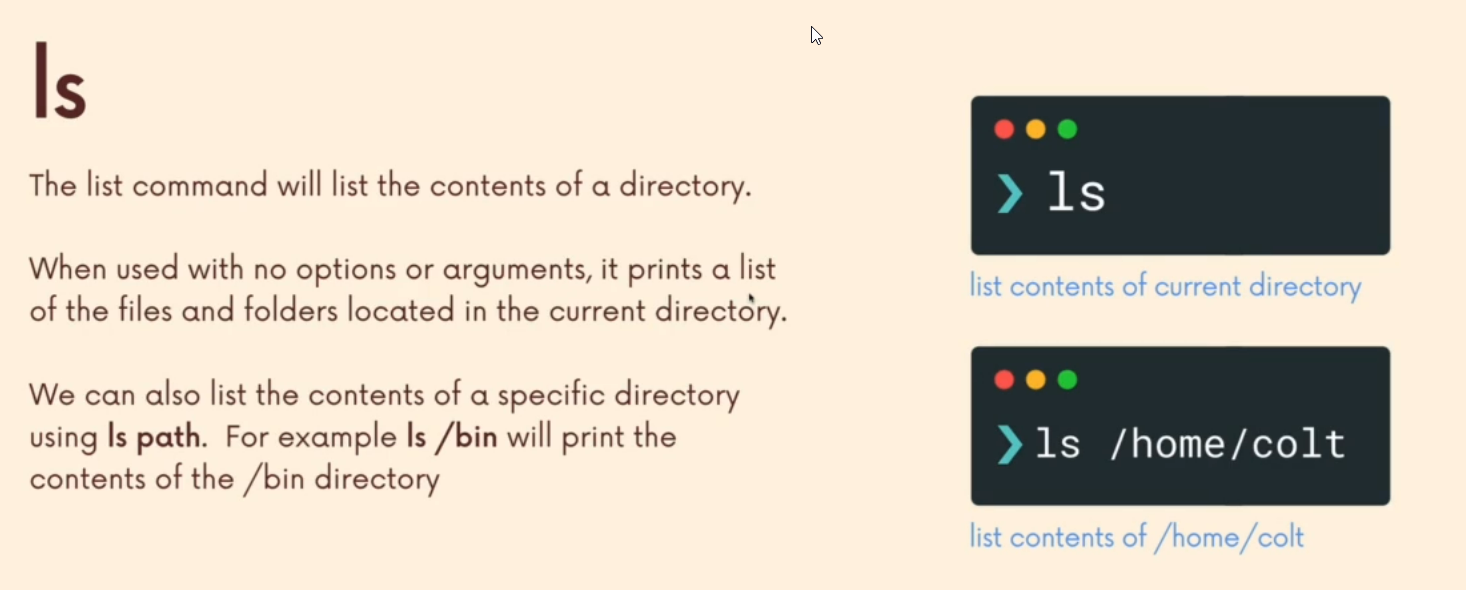 ls
The list command will list the contents of a directory.
When used with no options or arguments, it prints a list
of the files and folders located in the current directory.
We can also list the contents of a specific directory
using ls path. For example ls /bin will print the
contents of the /bin directory
❯ ls
list contents of current directory
❯ ls /home/colt
list contents of /home/colt